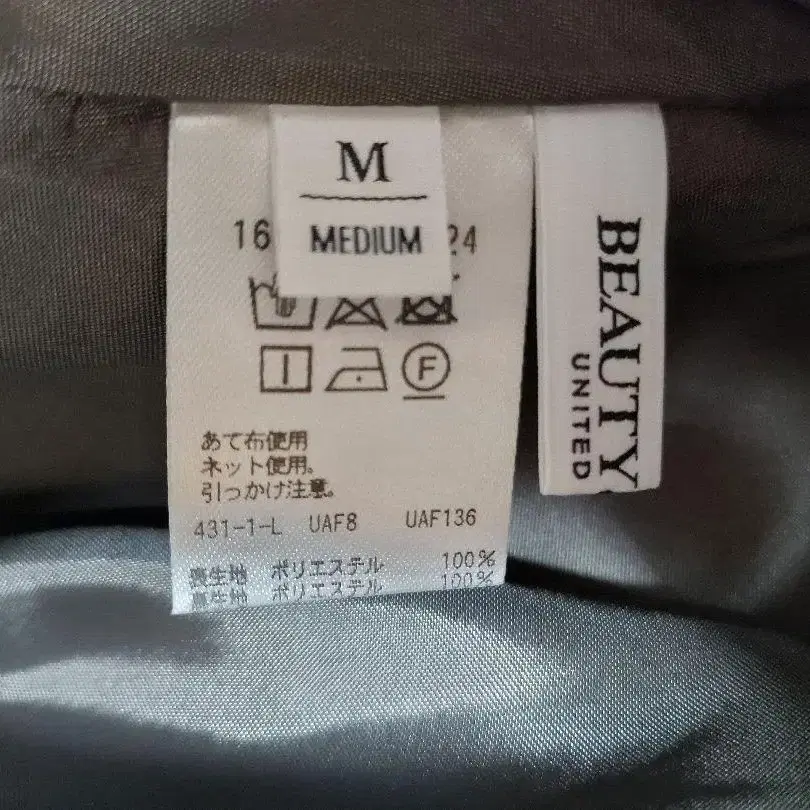 M
MEDIUM
16
24
F
あて布使用
ネット使用。
引っかけ注意。
431-1-L UAF8 UAF136
表生地 ポリエステル 100%
裏生地 ポリエステル 100%
BEAUTY
UNITED